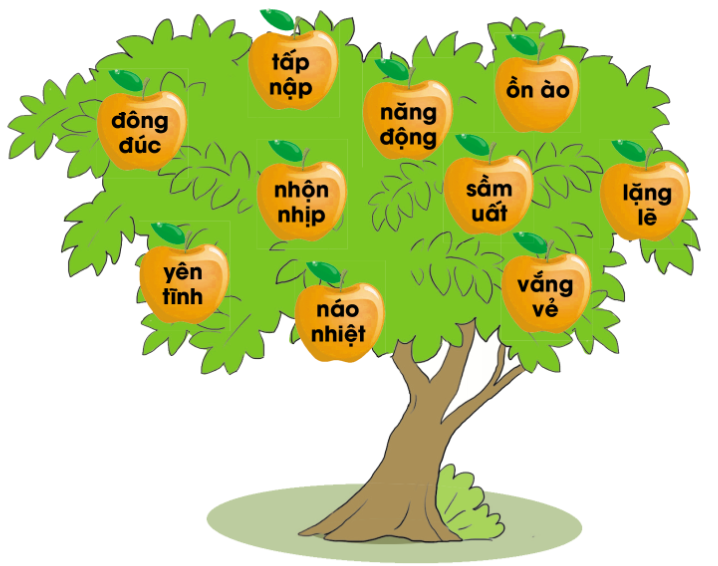 tấp
nập
ồn ào
năng
động
đông
đúc
nhộn
nhịp
sầm
uất
lặng
lẽ
yên
tĩnh
náo
nhiệt
vắng
vẻ